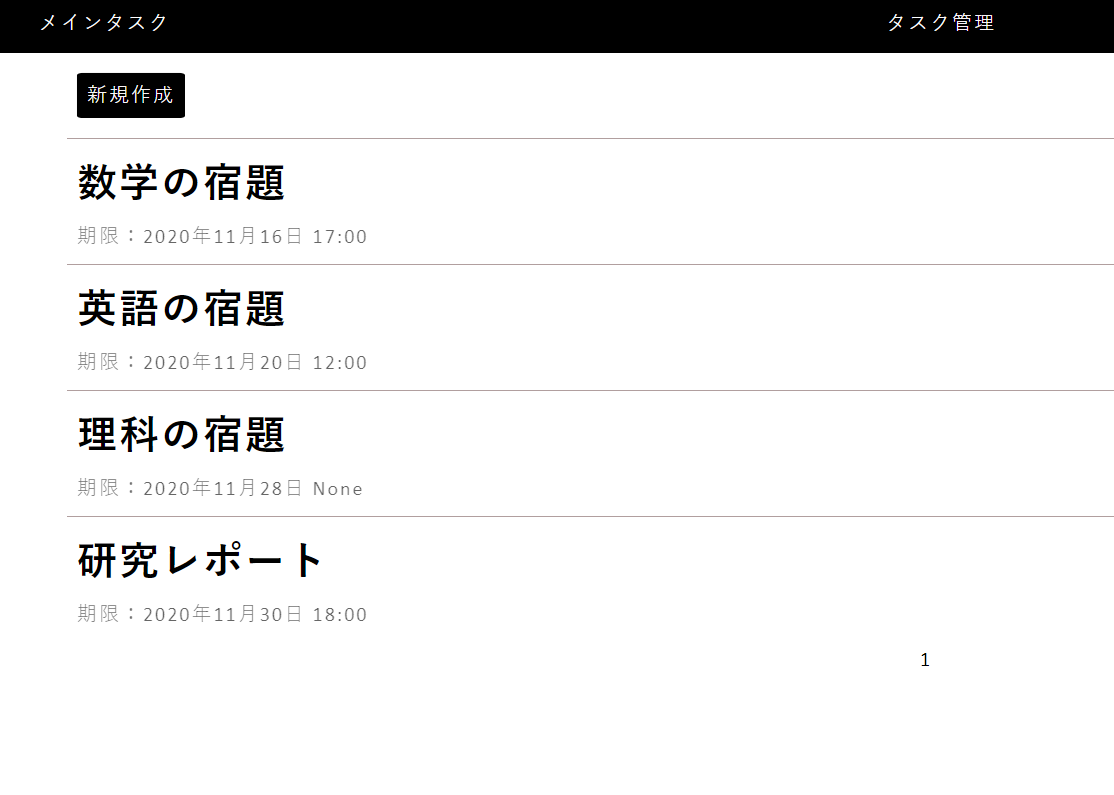 メインタスク タスク管理
新規作成
数学の宿題
期限：2020年11月16日 17:00
英語の宿題
期限：2020年11月20日 12:00
理科の宿題
期限：2020年11月28日 None
研究レポート
期限：2020年11月30日 18:00
1